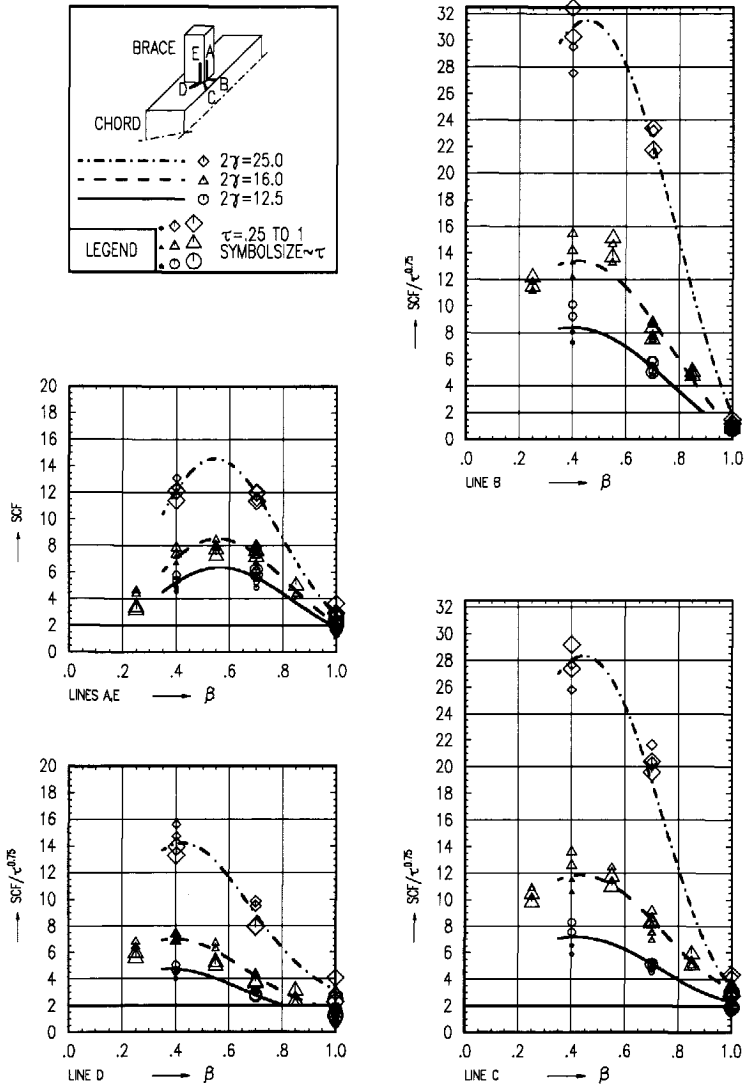 BRACE
E A
D B
C
CHORD
2γ=25.0
2γ=16.0
2γ=12.5
LEGEND
τ=.25 TO 1
SYMBOLSIZE~τ
32
30
28
26
24
22
20
18
16
14
12
10
8
6
4
2
0
SCF/τ^0.75
.0 .2 .4 .6 .8 1.0
LINE B β
20
18
16
14
12
10
8
6
4
2
0
SCF
.0 .2 .4 .6 .8 1.0
LINES A,E β
32
30
28
26
24
22
20
18
16
14
12
10
8
6
4
2
0
SCF/τ^0.75
.0 .2 .4 .6 .8 1.0
LINE C β
20
18
16
14
12
10
8
6
4
2
0
SCF/τ^0.75
.0 .2 .4 .6 .8 1.0
LINE D β